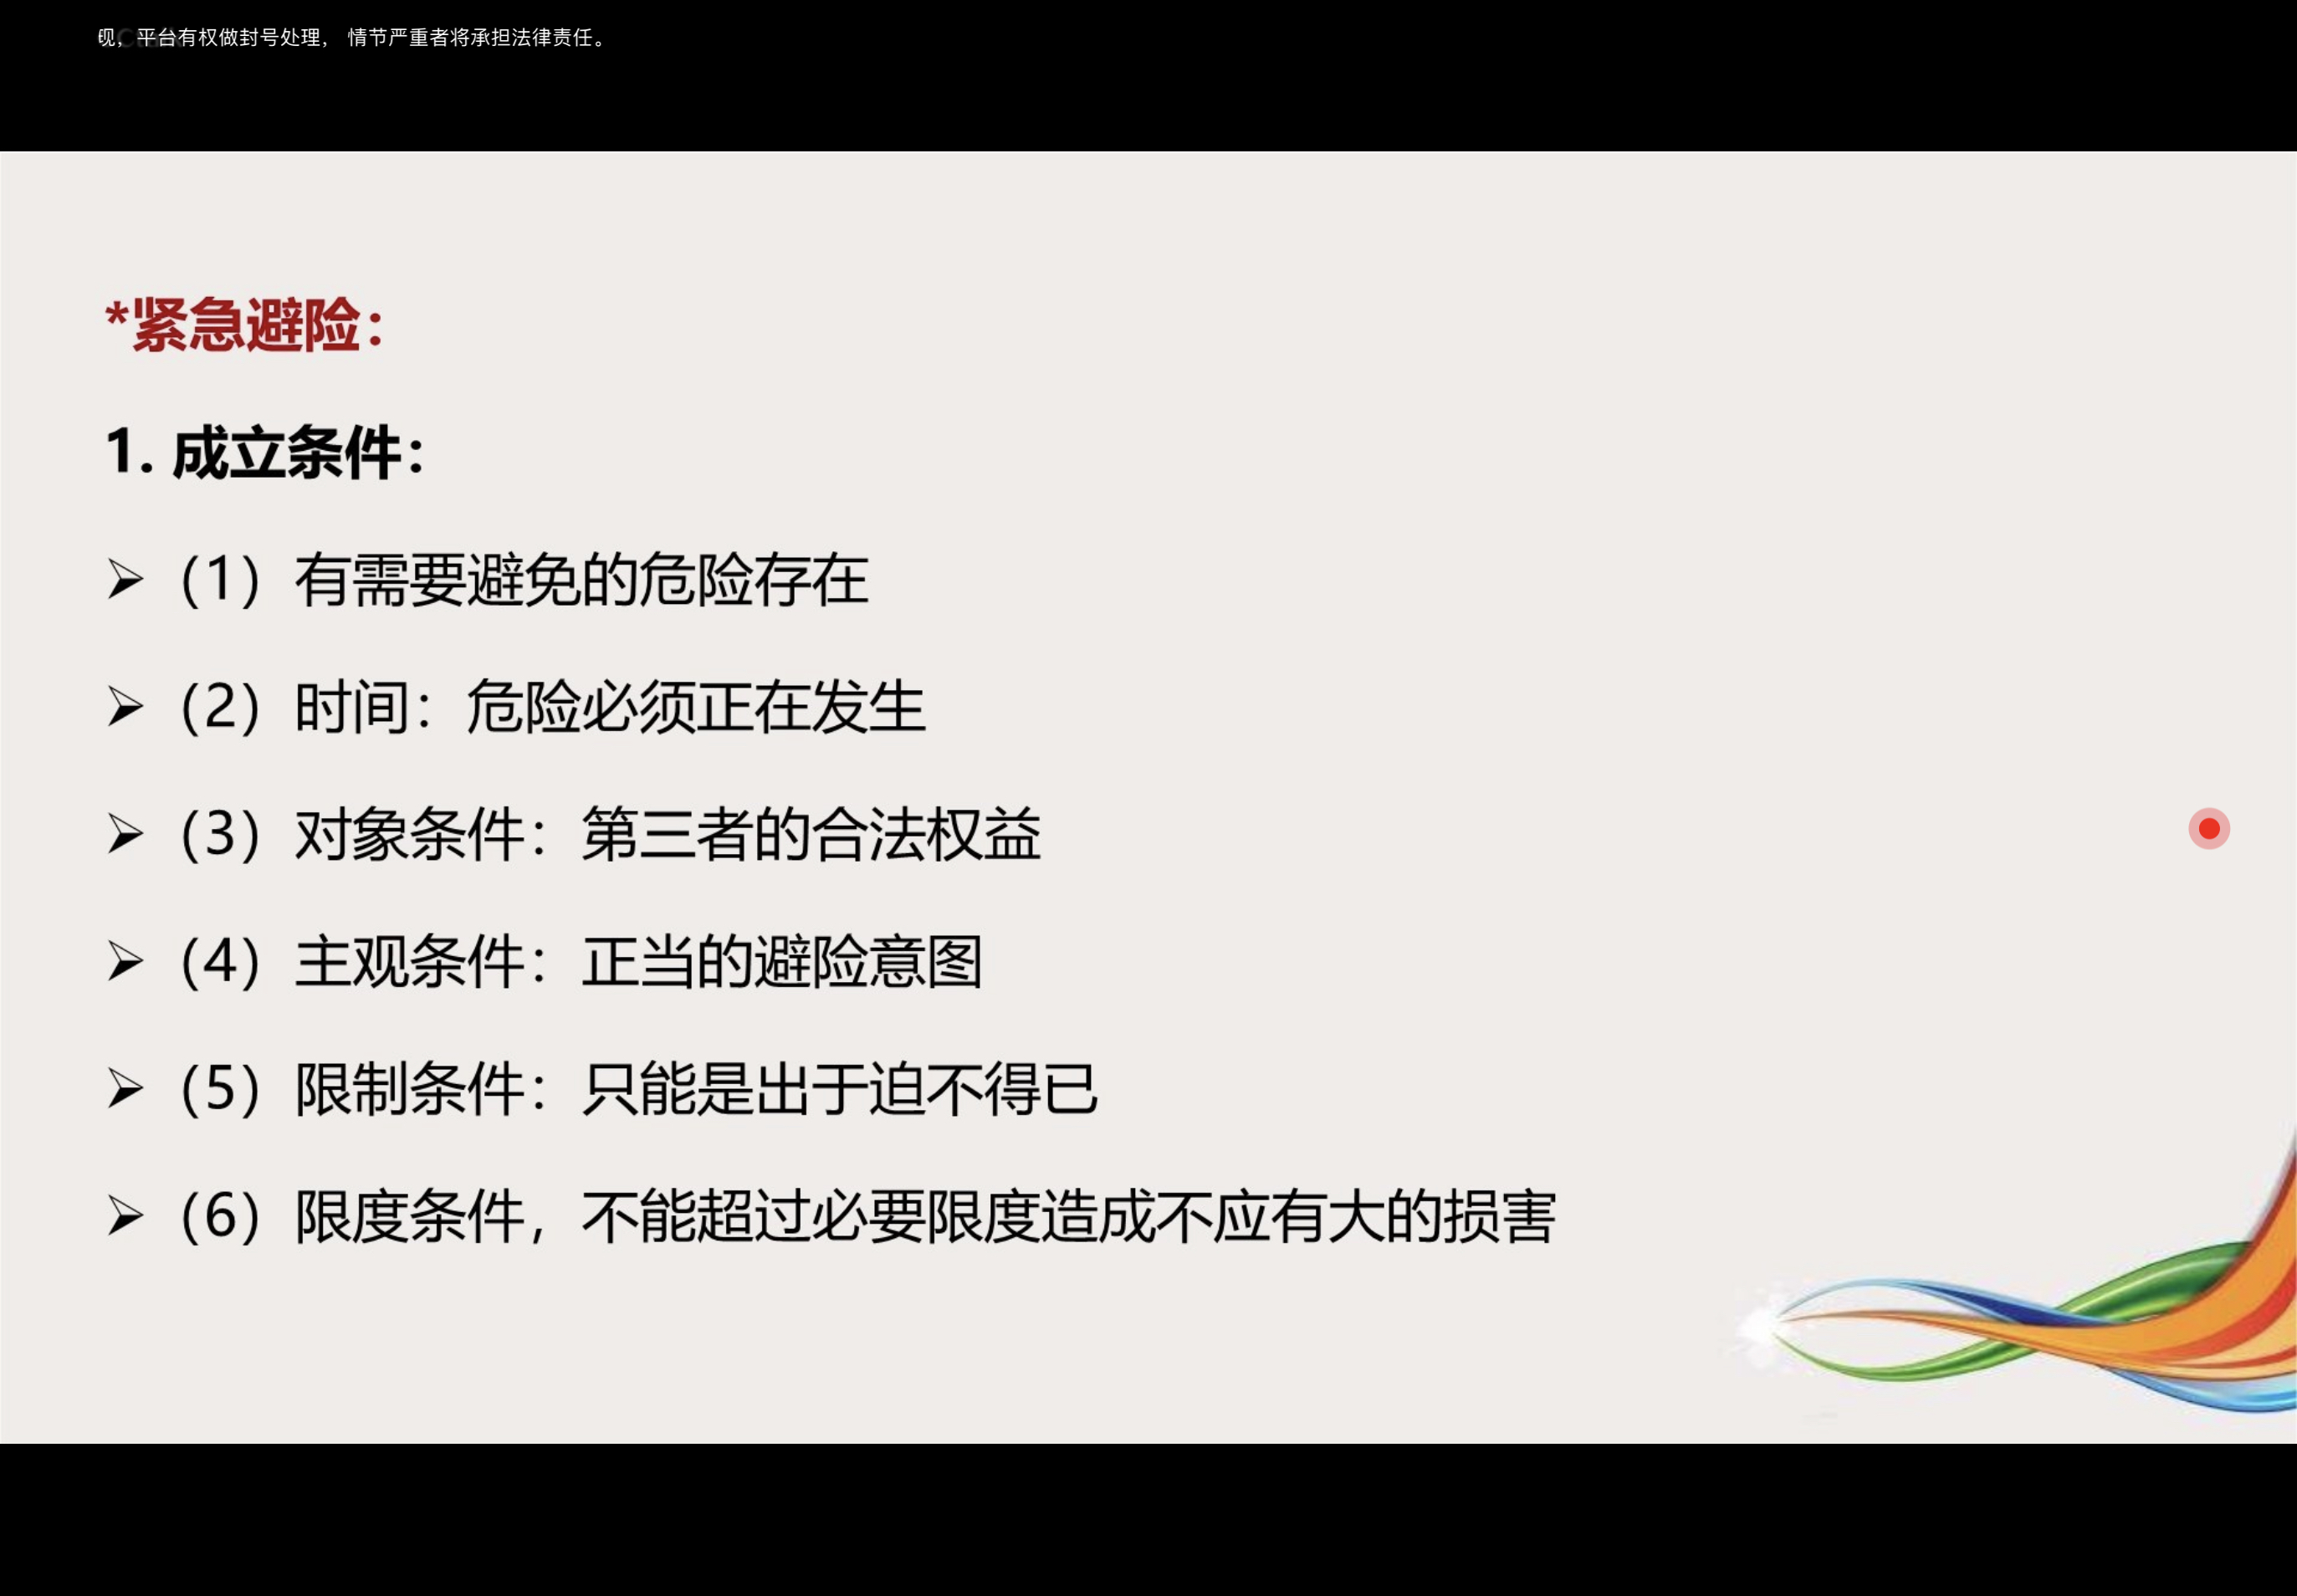 现，平台有权做封号处理， 情节严重者将承担法律责任。
*紧急避险：
1. 成立条件：
➢（1）有需要避免的危险存在
➢（2）时间：危险必须正在发生
➢（3）对象条件：第三者的合法权益
➢（4）主观条件：正当的避险意图
➢（5）限制条件：只能是出于迫不得已
➢（6）限度条件，不能超过必要限度造成不应有大的损害